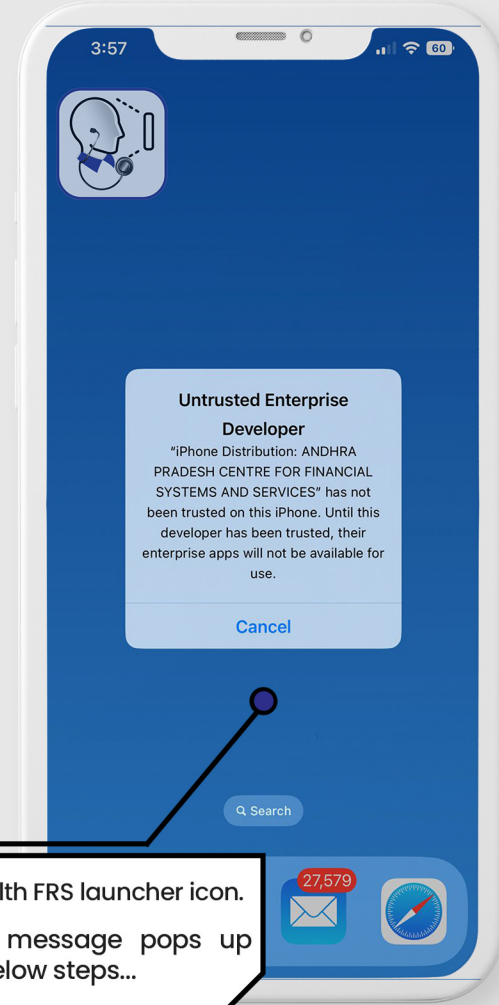 3:57
60
Untrusted Enterprise
Developer
“iPhone Distribution: ANDHRA
PRADESH CENTRE FOR FINANCIAL
SYSTEMS AND SERVICES” has not
been trusted on this iPhone. Until this
developer has been trusted, their
enterprise apps will not be available for
use.
Cancel
Search
FRS launcher icon.
message pops up
steps...
27,579